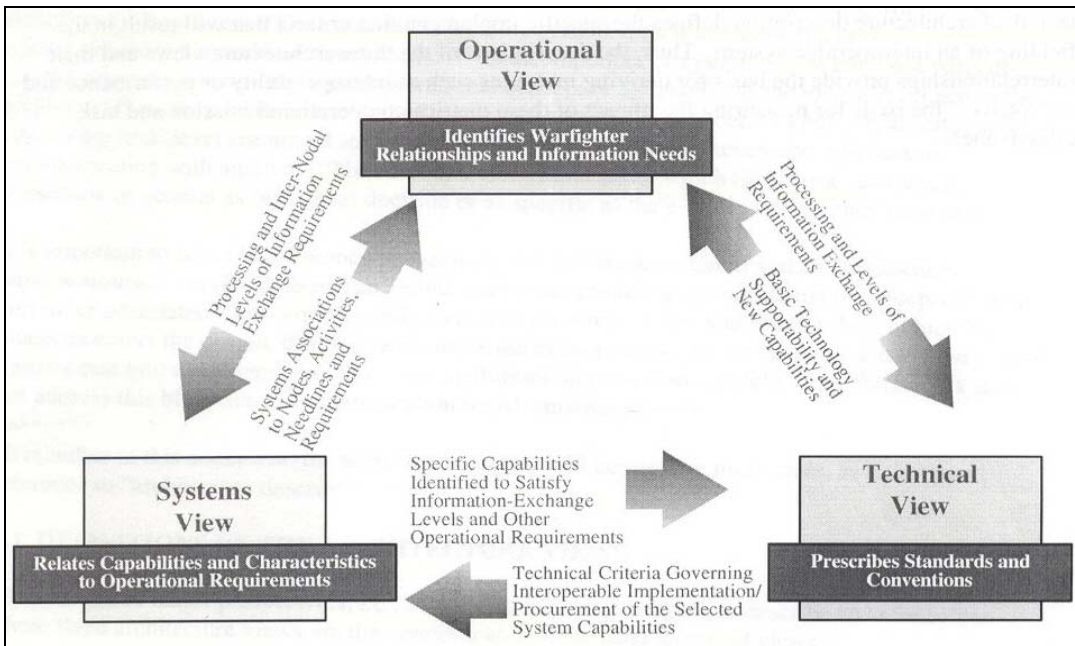 Operational
View
Identifies Warfighter
Relationships and Information Needs
Processing and Inter-Nodal
Levels of Information
Exchange Requirements
Systems Associations
to Nodes, Activities,
Needlines and
Requirements
Processing and Levels of
Information Exchange
Requirements
Basic Technology
Supportability and
New Capabilities
Systems
View
Relates Capabilities and Characteristics
to Operational Requirements
Specific Capabilities
Identified to Satisfy
Information-Exchange
Levels and Other
Operational Requirements
Technical Criteria Governing
Interoperable Implementation/
Procurement of the Selected
System Capabilities
Technical
View
Prescribes Standards and
Conventions